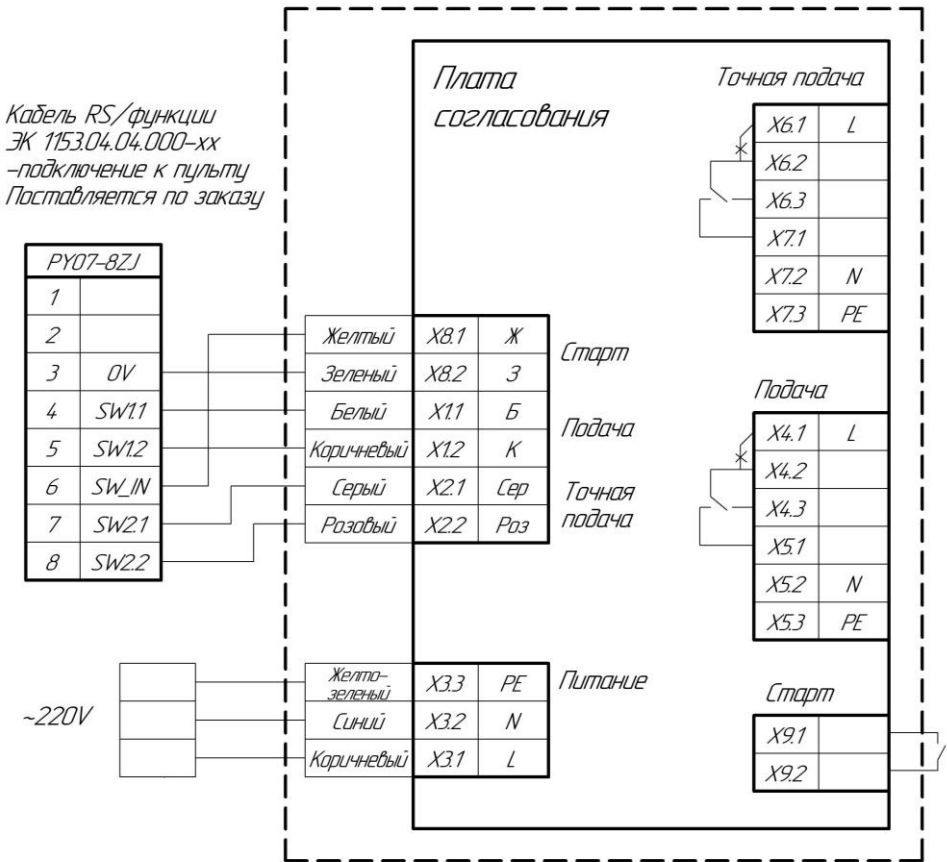 Плата
согласования
Точная подача
Кабель RS/функции
ЭК 1153.04.04.000-xx
-подключение к пульту
Поставляется по заказу
X6.1 L
X6.2
X6.3
X7.1
X7.2 N
X7.3 PE
PY07-8ZJ
1
2
3 0V
4 SW1.1
5 SW1.2
6 SW_IN
7 SW2.1
8 SW2.2
Желтый X8.1 Ж
Зеленый X8.2 З
Старт
Белый X1.1 Б
Коричневый X1.2 К
Подача
Серый X2.1 Сер
Розовый X2.2 Роз
Точная
подача
Подача
X4.1 L
X4.2
X4.3
X5.1
X5.2 N
X5.3 PE
~220V
Желто-
зеленый X3.3 PE
Синий X3.2 N
Коричневый X3.1 L
Питание
Старт
X9.1
X9.2